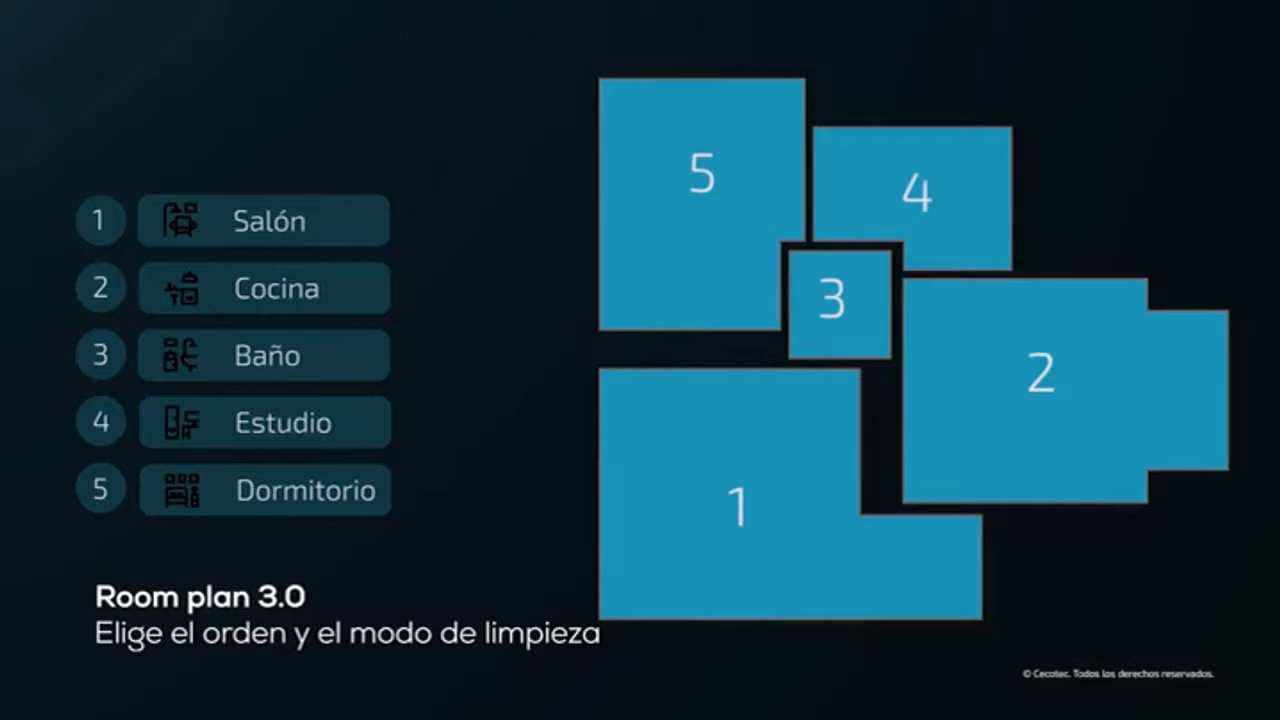 1 Salón
2 Cocina
3 Baño
4 Estudio
5 Dormitorio
Room plan 3.0
Elige el orden y el modo de limpieza
5
4
3
2
1
© Cecotec. Todos los derechos reservados.